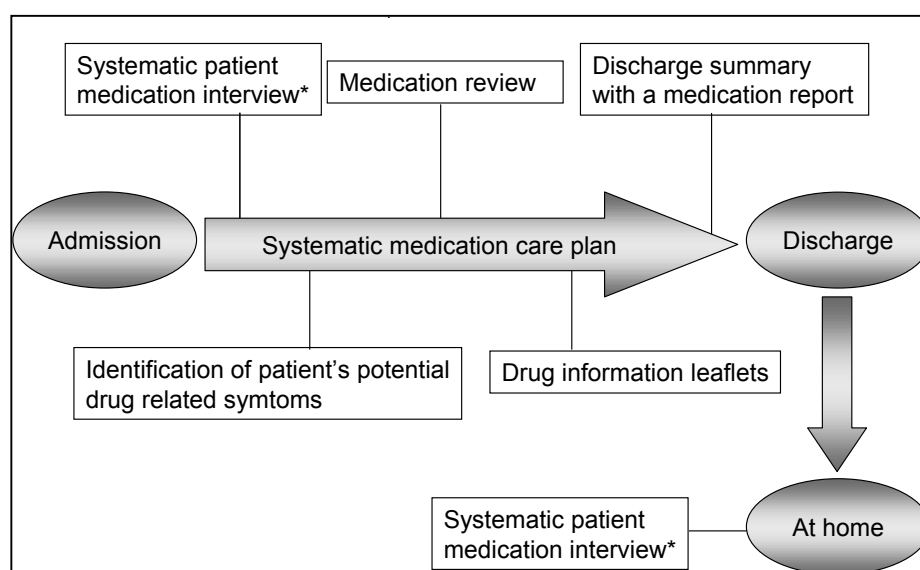 Systematic patient
medication interview*
Medication review
Discharge summary
with a medication report
Admission
Systematic medication care plan
Discharge
Identification of patient’s potential
drug related symtoms
Drug information leaflets
Systematic patient
medication interview*
At home